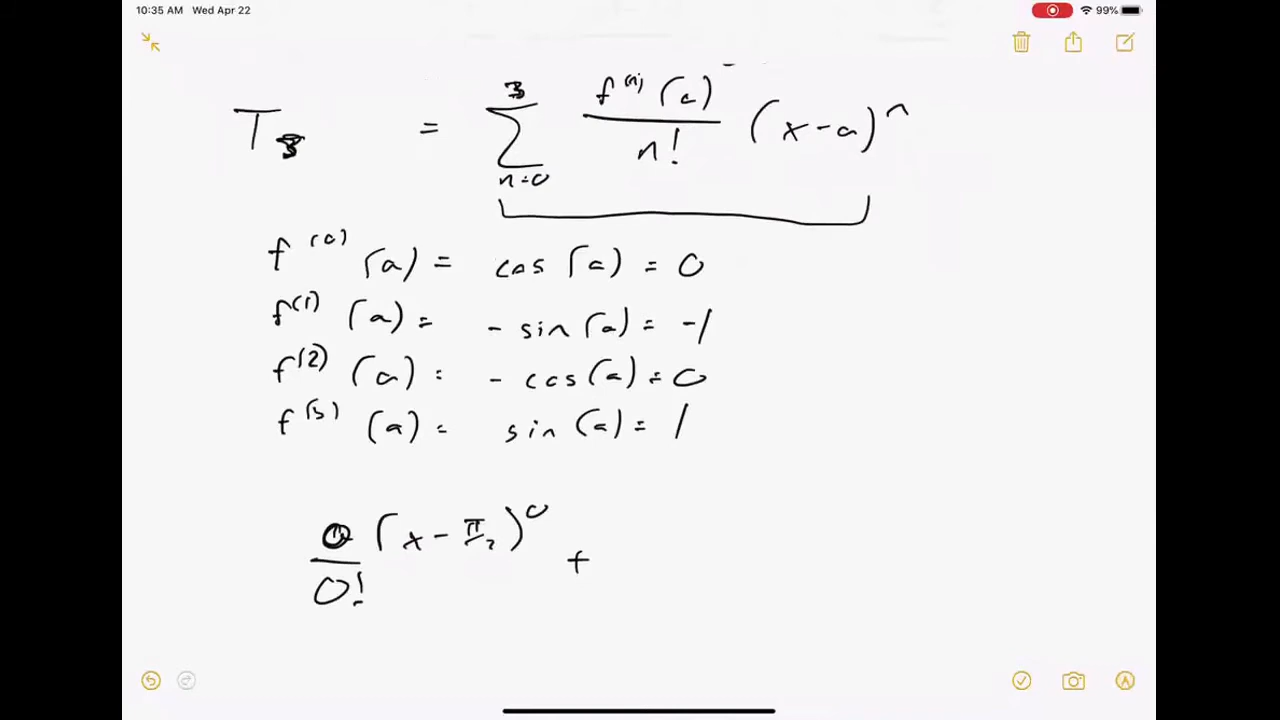 10:35 AM Wed Apr 22 99%
T₃ = ∑_{n=0}^{3} f⁽ⁿ⁾(a)/n! (x-a)ⁿ
f⁽⁰⁾(a) = cos(a) = 0
f⁽¹⁾(a) = -sin(a) = -1
f⁽²⁾(a) = -cos(a) = 0
f⁽³⁾(a) = sin(a) = 1
0/0! (x - π/2)⁰ +